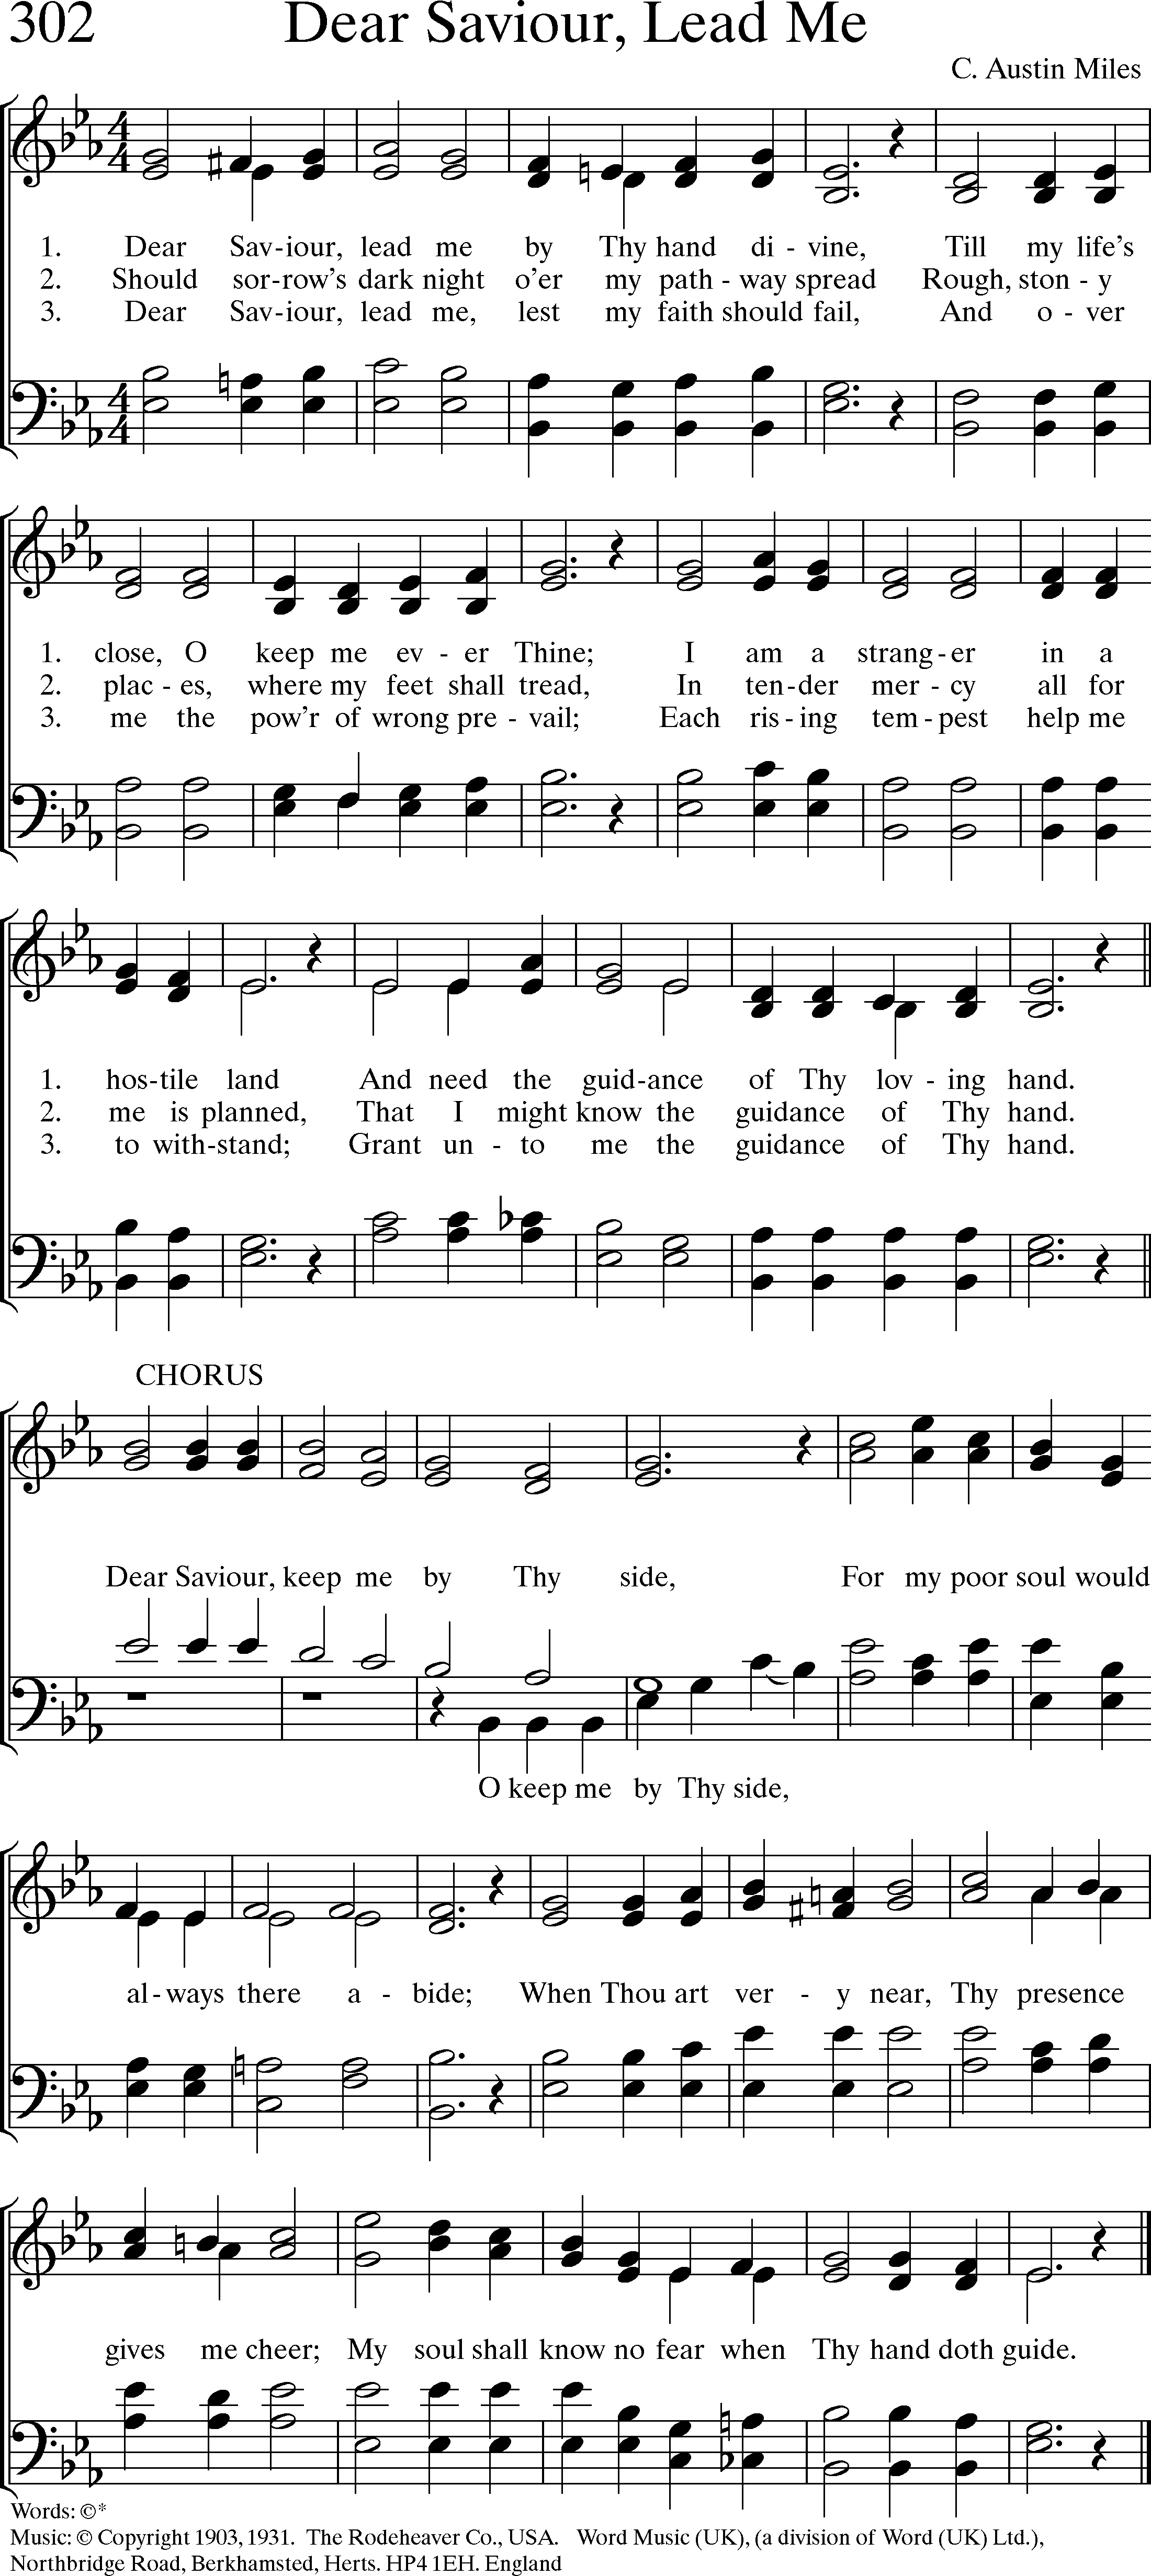 302 Dear Saviour, Lead Me
C. Austin Miles
1. Dear Sav-iour, lead me by Thy hand di - vine, Till my life's
2. Should sor-row's dark night o'er my path - way spread Rough, ston - y
3. Dear Sav-iour, lead me, lest my faith should fail, And o - ver
1. close, O keep me ev - er Thine; I am a strang-er in a
2. plac - es, where my feet shall tread, In ten-der mer - cy all for
3. me the pow'r of wrong pre - vail; Each ris - ing tem - pest help me
1. hos-tile land And need the guid-ance of Thy lov - ing hand.
2. me is planned, That I might know the guidance of Thy hand.
3. to with-stand; Grant un - to me the guidance of Thy hand.
CHORUS
Dear Saviour, keep me by Thy side, For my poor soul would
O keep me by Thy side,
al-ways there a - bide; When Thou art ver - y near, Thy presence
gives me cheer; My soul shall know no fear when Thy hand doth guide.
Words: ©*
Music: © Copyright 1903, 1931. The Rodeheaver Co., USA. Word Music (UK), (a division of Word (UK) Ltd.),
Northbridge Road, Berkhamsted, Herts. HP4 1EH. England